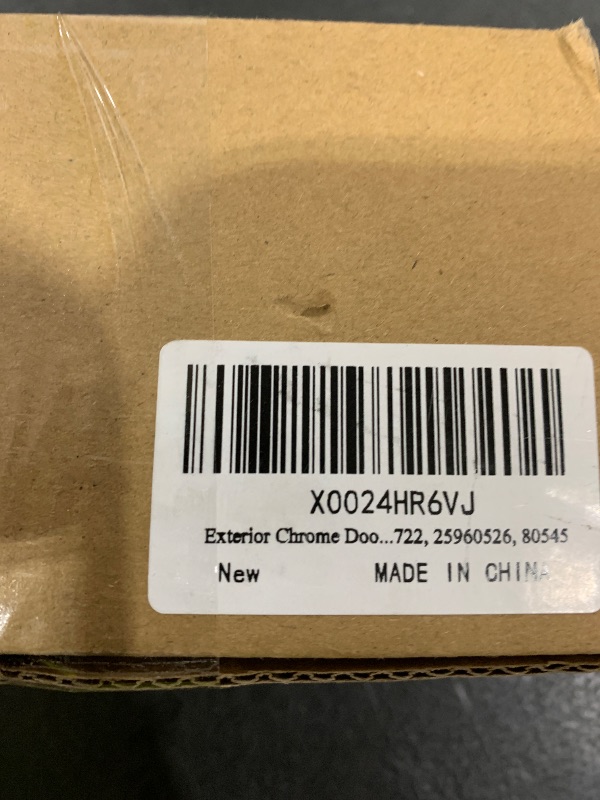 X0024HR6VJ
Exterior Chrome Doo...722, 25960526, 80545
New MADE IN CHINA